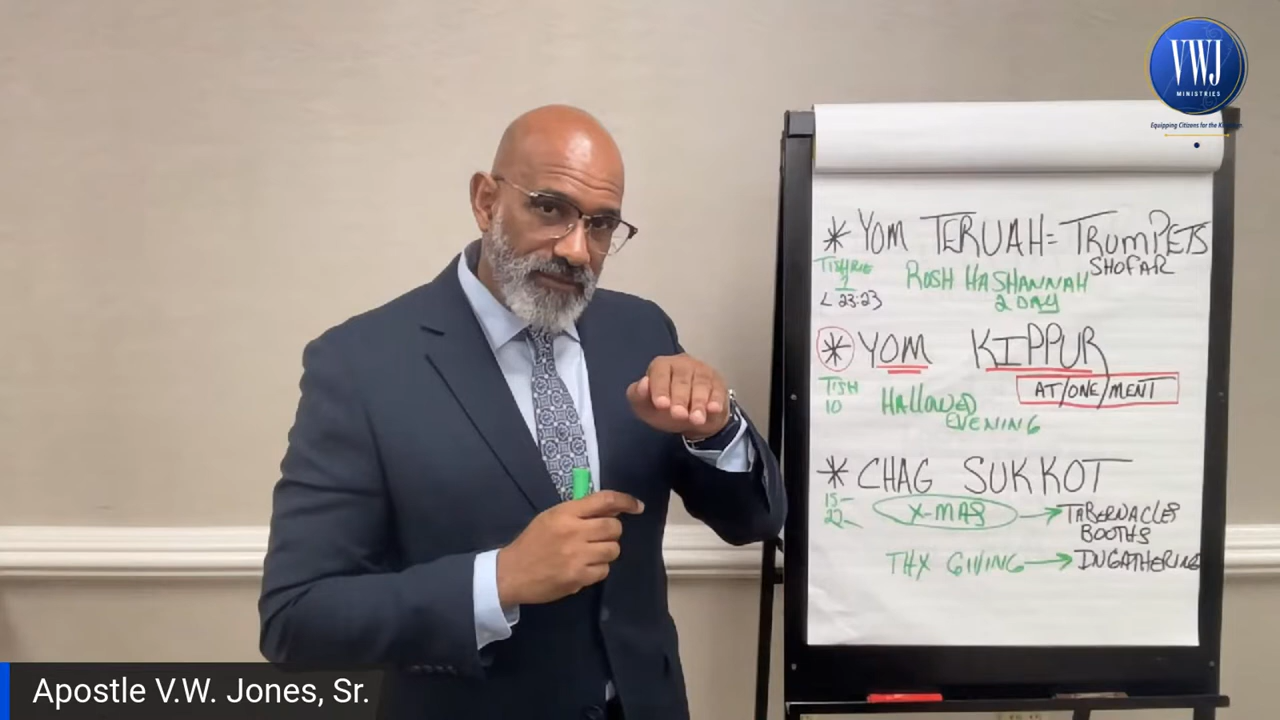 VWJ
MINISTRIES
* YOM TERUAH = TRUMPETS
SHOFAR
TISHRIE
1
L 23:23
ROSH HASHANNAH
2 DAY
* YOM KIPPUR
AT/ONE/MENT
TISH
10
HALLOWED
EVENING
* CHAG SUKKOT
15-
22-
X-MAS → TABERNACLES
BOOTHS
THX GIVING → INGATHERING
Apostle V.W. Jones, Sr.